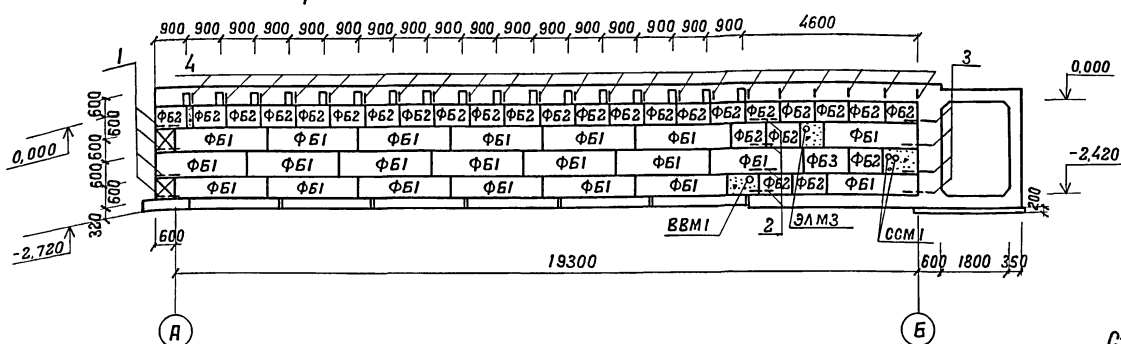 900 900 900 900 900 900 900 900 900 900 900 900 900 900 900 900 900 4600
1 4 3
0,000
600 ФБ2 ФБ2 ФБ2 ФБ2 ФБ2 ФБ2 ФБ2 ФБ2 ФБ2 ФБ2 ФБ2 ФБ2 ФБ2 ФБ2 ФБ2 ФБ2 ФБ2 ФБ2 ФБ2 ФБ2 ФБ2 ФБ2
600
0,000 600 ФБ1 ФБ1 ФБ1 ФБ1 ФБ1 ФБ1 ФБ2 ФБ2 ФБ1
600 ФБ1 ФБ1 ФБ1 ФБ1 ФБ1 ФБ1 ФБ1 ФБ3 ФБ2 -2,420
600 ФБ1 ФБ1 ФБ1 ФБ1 ФБ1 ФБ1 ФБ2 ФБ2 ФБ1
320 200
-2,720 ВВМ1 2 ЭЛМ3 ССМ1
600
19300 600 1800 350
А Б